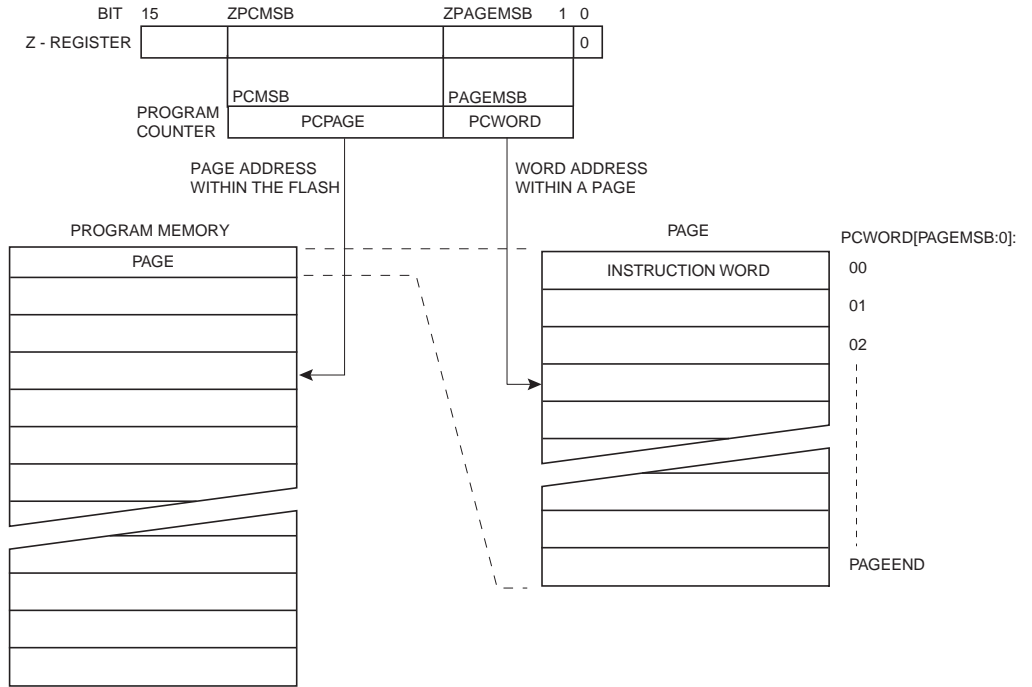 BIT 15 ZPCMSB ZPAGEMSB 1 0
Z - REGISTER 0
PCMSB PAGEMSB
PROGRAM
COUNTER
PCPAGE PCWORD
PAGE ADDRESS
WITHIN THE FLASH
WORD ADDRESS
WITHIN A PAGE
PROGRAM MEMORY
PAGE
PAGE
INSTRUCTION WORD
PCWORD[PAGEMSB:0]:
00
01
02
PAGEEND